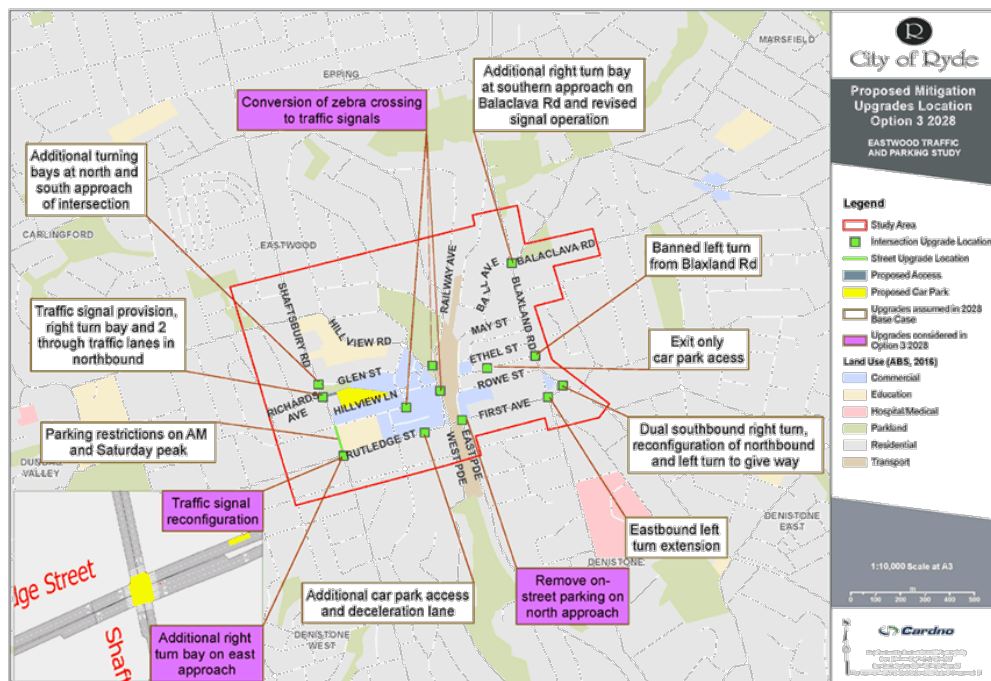 MARSFIELD
EPPING
Additional right turn bay
at southern approach on
Balaclava Rd and revised
signal operation
Conversion of zebra crossing
to traffic signals
Additional turning
bays at north and
south approach
of intersection
CARLINGFORD
EASTWOOD
RAILWAY AVE
BALL AVE
BALACLAVA RD
BLAXLAND RD
Banned left turn
from Blaxland Rd
SHAFTSBURY RD
HILLVIEW RD
MAY ST
ETHEL ST
Exit only
car park acess
Traffic signal provision,
right turn bay and 2
through traffic lanes in
northbound
GLEN ST
ROWE ST
RICHARDS
AVE
HILLVIEW LN
FIRST AVE
Parking restrictions on AM
and Saturday peak
RUTLEDGE ST
EAST PDE
WEST PDE
Dual southbound right turn,
reconfiguration of northbound
and left turn to give way
DUNDAS
VALLEY
Traffic signal
reconfiguration
Eastbound left
turn extension
DENISTONE
EAST
DENISTONE
Additional car park access
and deceleration lane
Remove on-
street parking on
north approach
DENISTONE
WEST
Additional right
turn bay on east
approach
dge Street
Shaft
R
City of Ryde
Proposed Mitigation
Upgrades Location
Option 3 2028
EASTWOOD TRAFFIC
AND PARKING STUDY
Legend
Study Area
Intersection Upgrade Location
Street Upgrade Location
Proposed Access
Proposed Car Park
Upgrades assumed in 2028
Base Case
Upgrades considered in
Option 3 2028
Land Use (ABS, 2016)
Commercial
Education
Hospital/Medical
Parkland
Residential
Transport
1:10,000 Scale at A3
m
0 100 200 300 400 500
Cardno